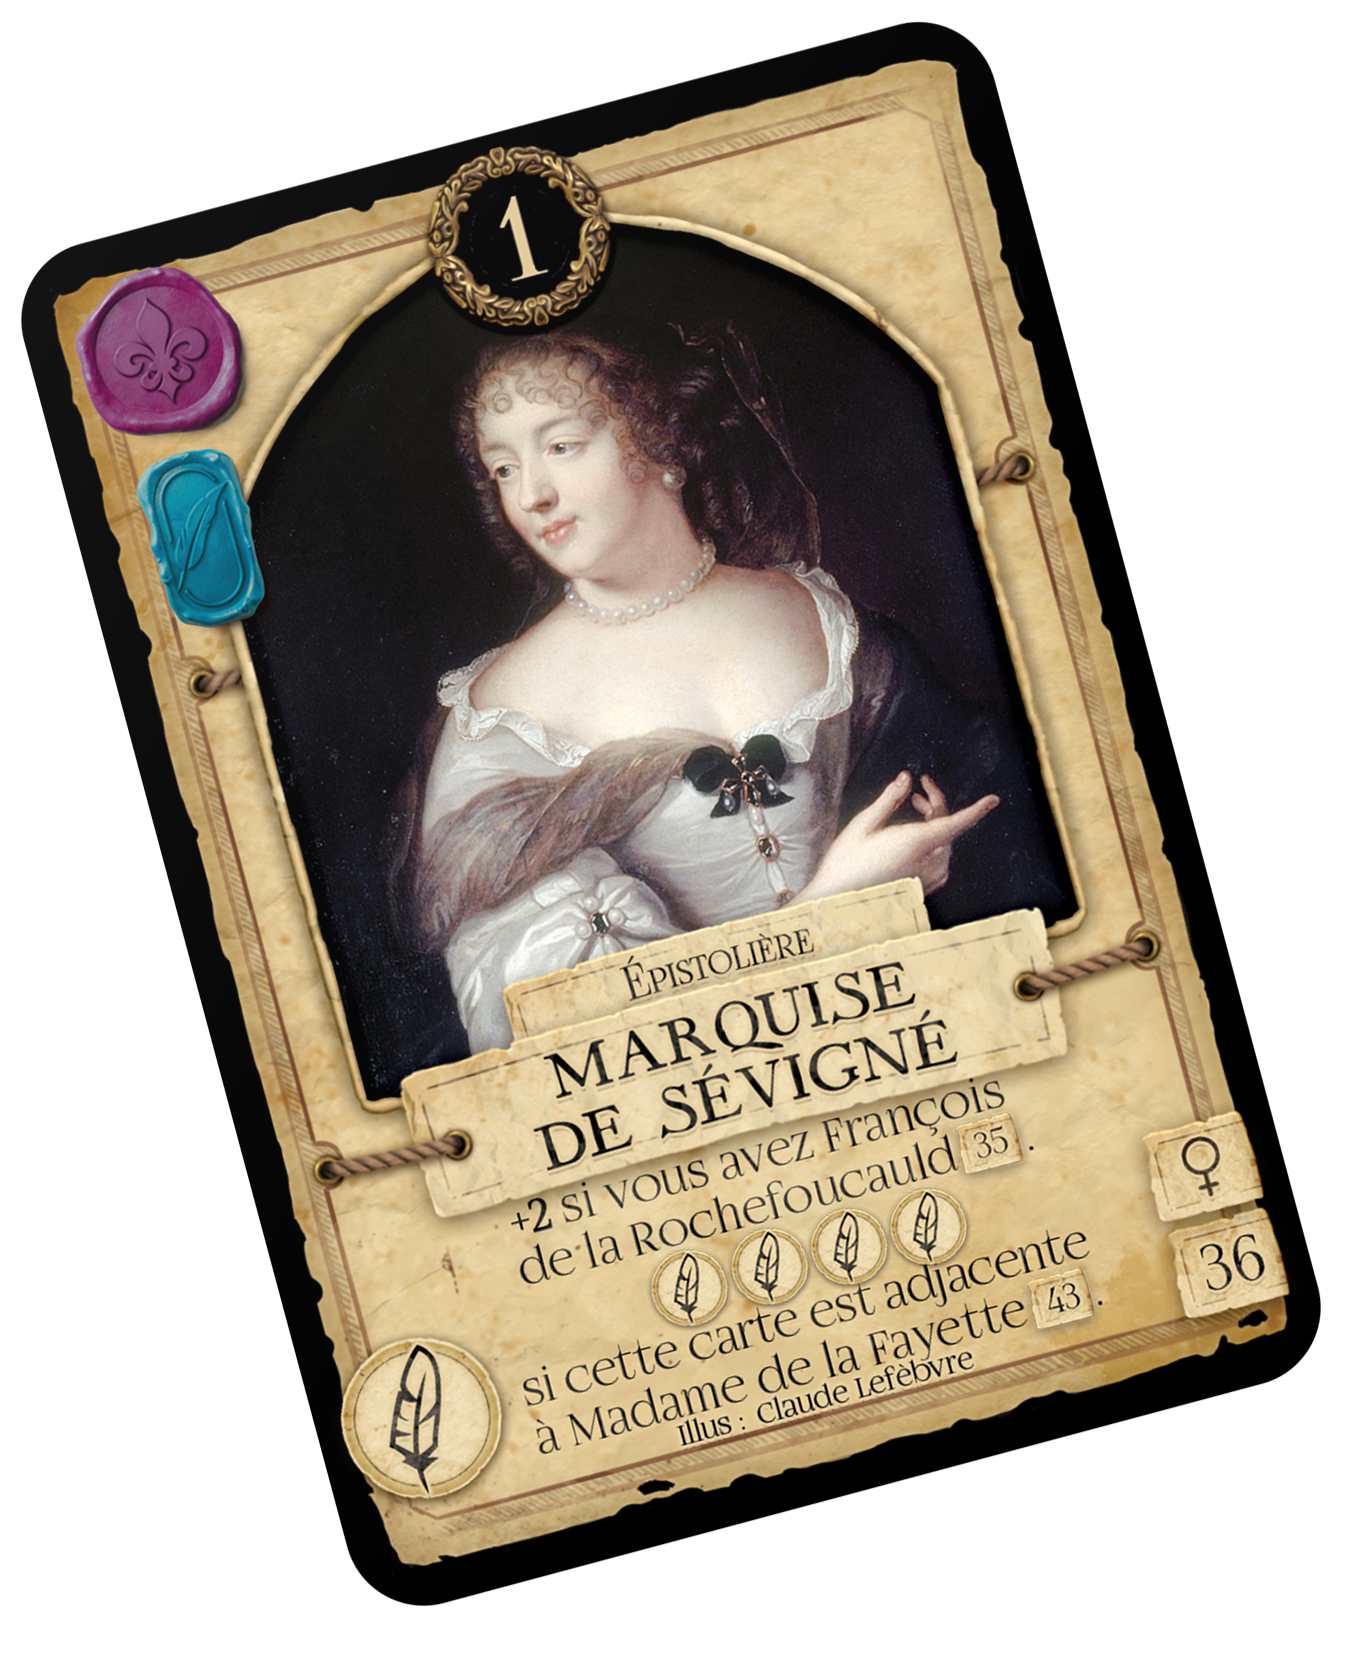 1
ÉPISTOLIÈRE
MARQUISE
DE SÉVIGNÉ
+2 si vous avez François
de la Rochefoucauld 35 .
si cette carte est adjacente
à Madame de la Fayette 43 .
Illus : Claude Lefèbvre
♀
36